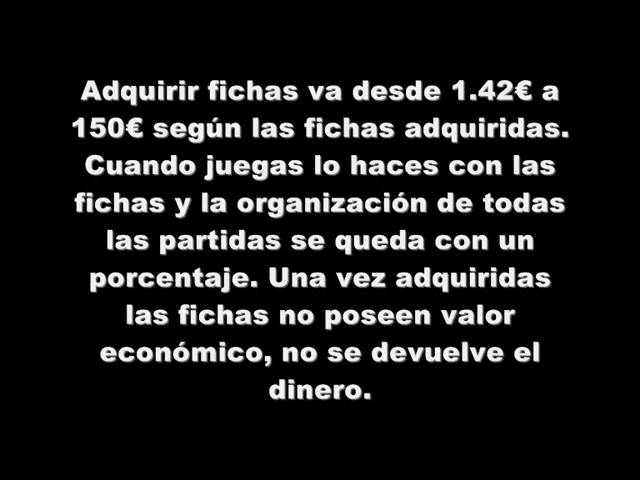 Adquirir fichas va desde 1.42€ a
150€ según las fichas adquiridas.
Cuando juegas lo haces con las
fichas y la organización de todas
las partidas se queda con un
porcentaje. Una vez adquiridas
las fichas no poseen valor
económico, no se devuelve el
dinero.